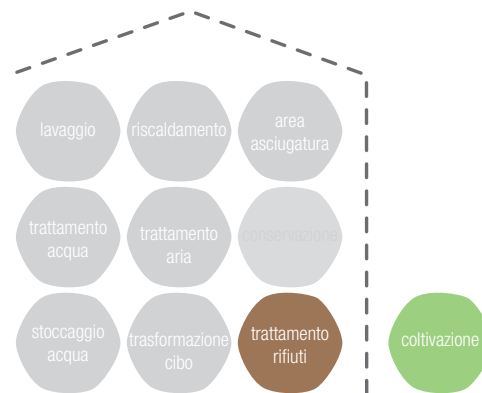 lavaggio
riscaldamento
area
asciugatura
trattamento
acqua
trattamento
aria
conservazione
stoccaggio
acqua
trasformazione
cibo
trattamento
rifiuti
coltivazione